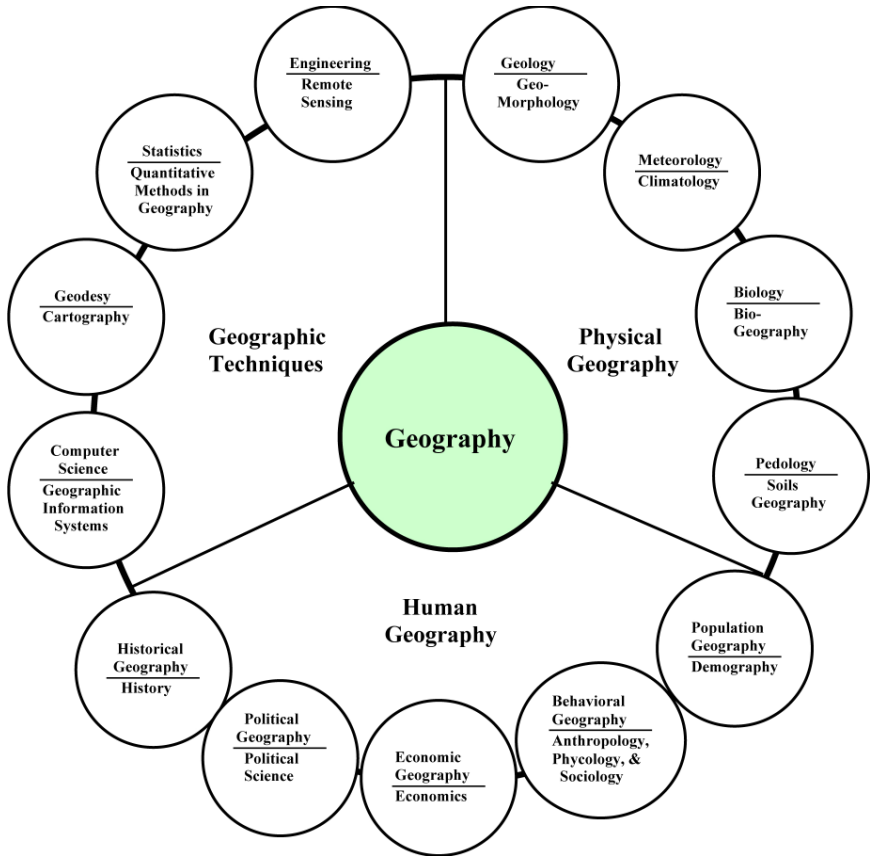 Engineering
Remote
Sensing
Geology
Geo-
Morphology
Statistics
Quantitative
Methods in
Geography
Meteorology
Climatology
Geodesy
Cartography
Biology
Bio-
Geography
Geographic
Techniques
Physical
Geography
Geography
Computer
Science
Geographic
Information
Systems
Pedology
Soils
Geography
Human
Geography
Historical
Geography
History
Political
Geography
Political
Science
Economic
Geography
Economics
Behavioral
Geography
Anthropology,
Phycology, &
Sociology
Population
Geography
Demography